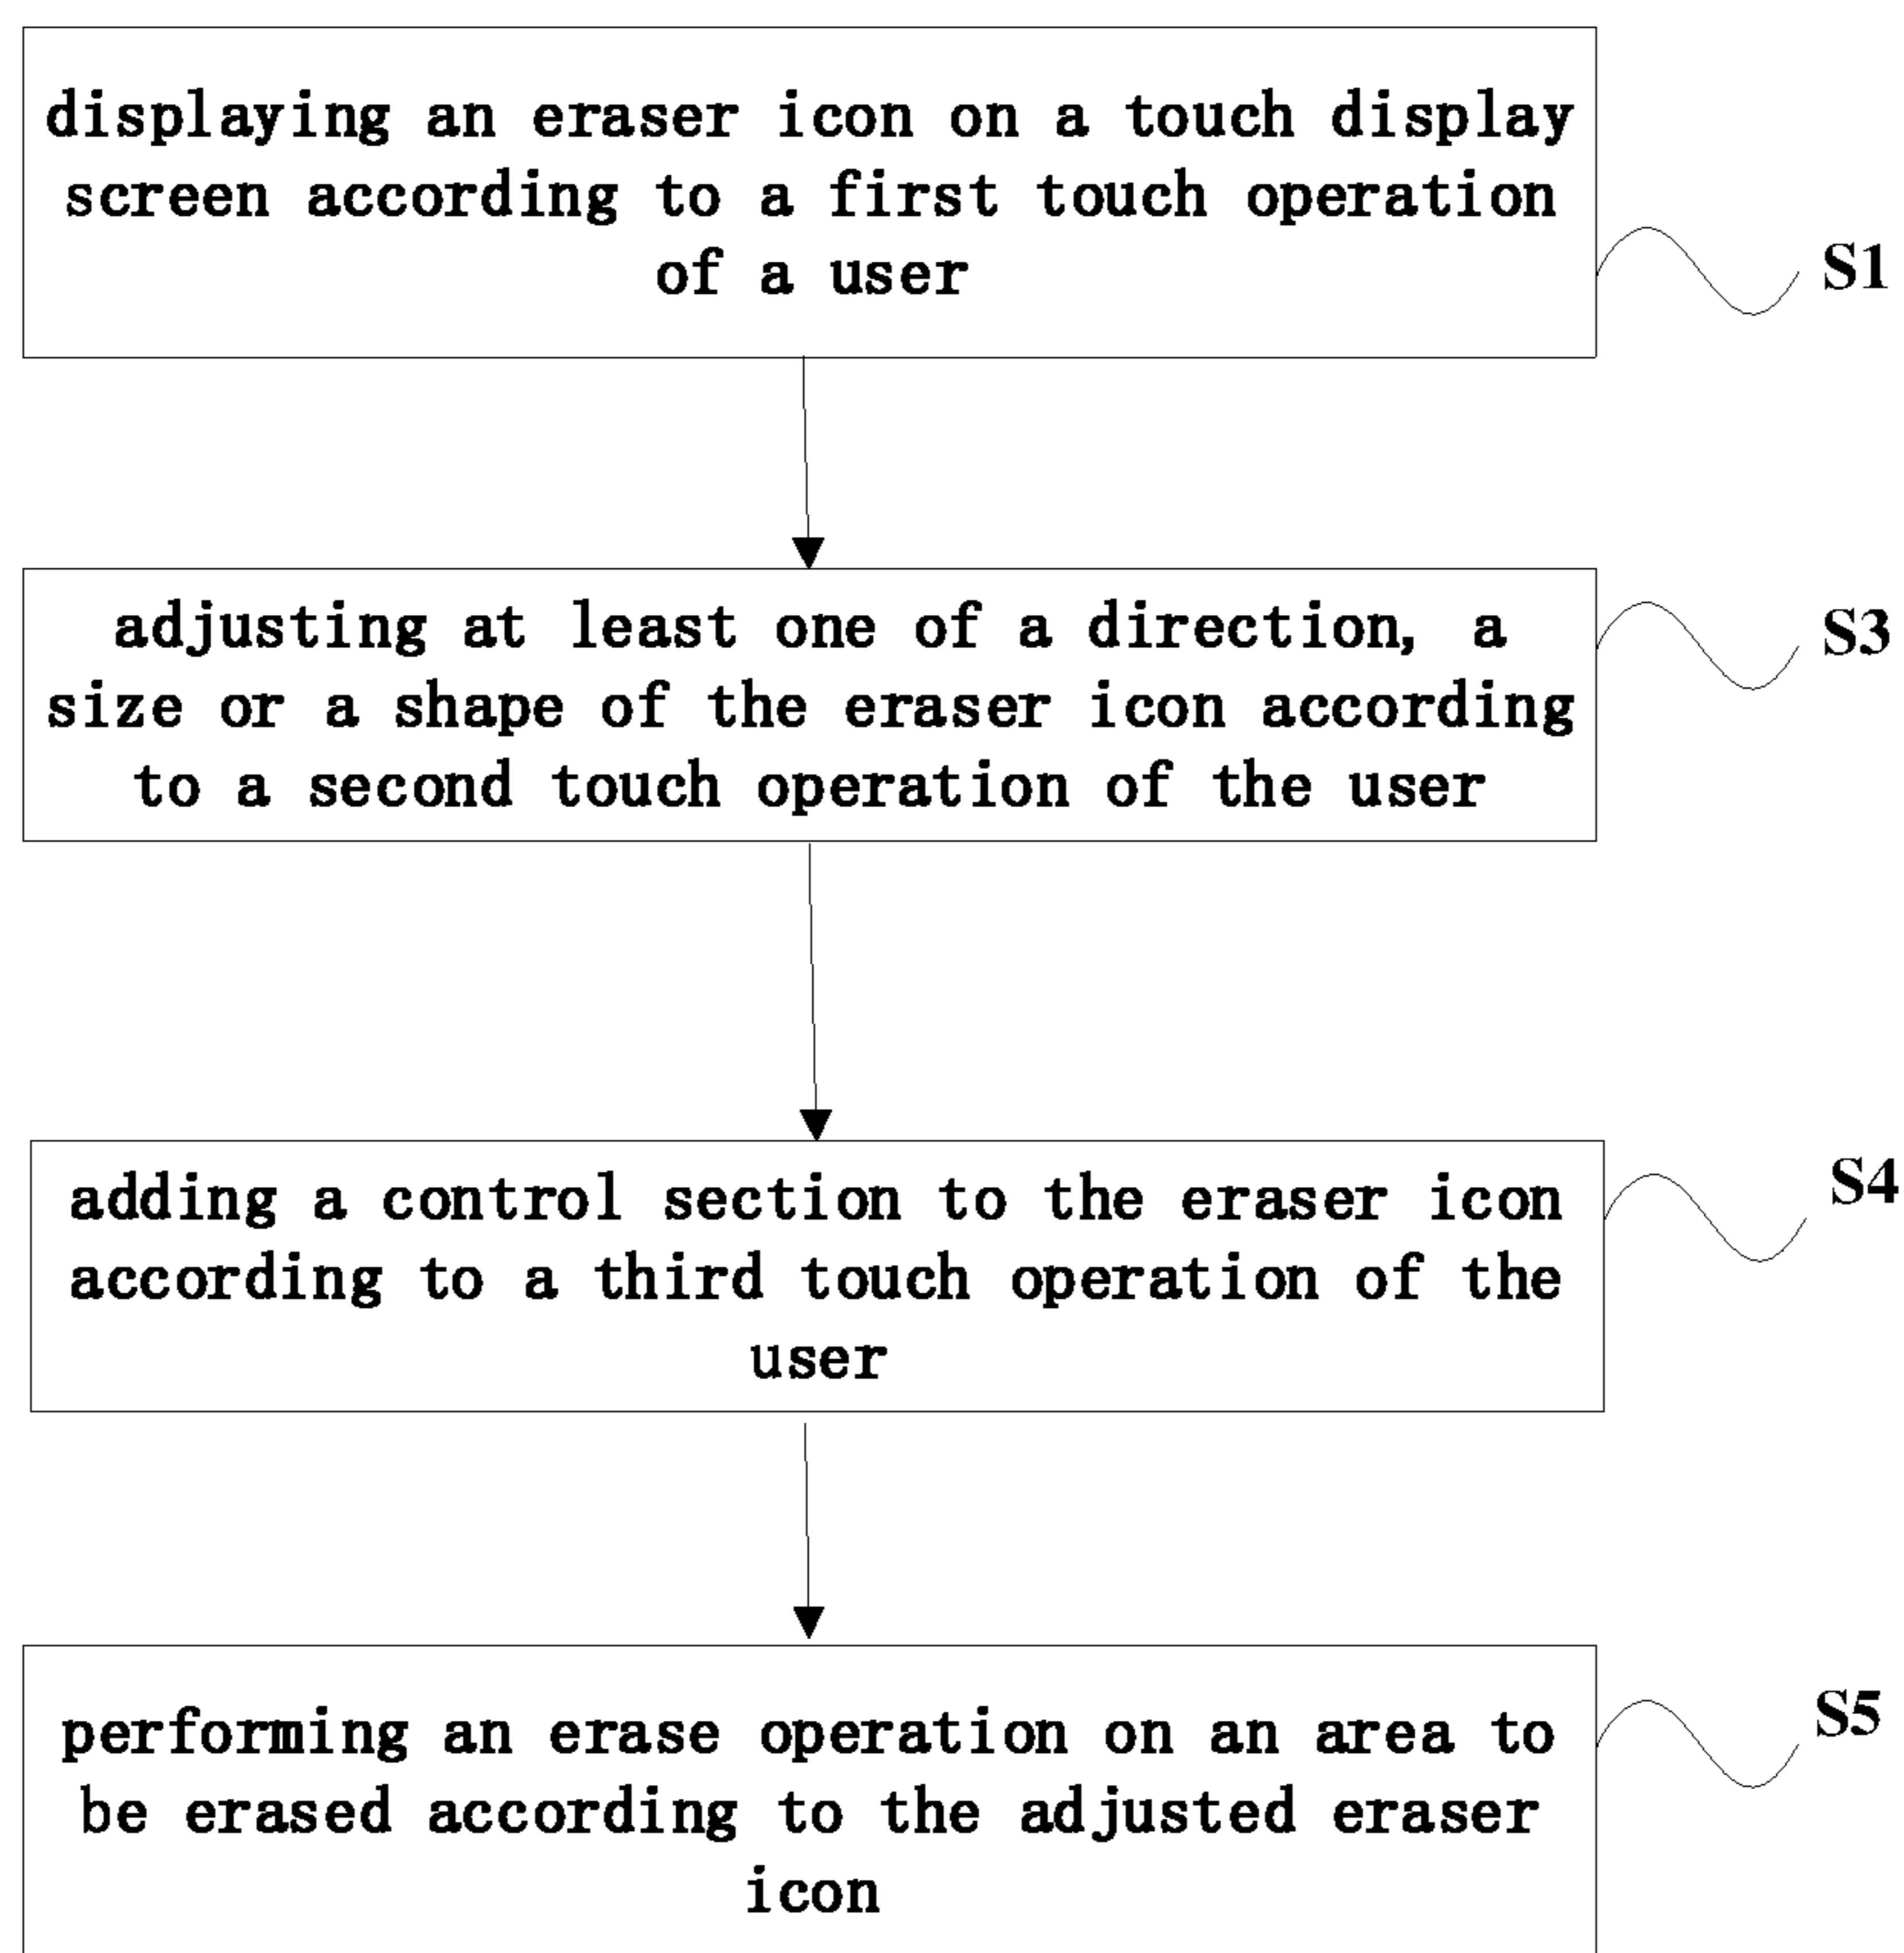 displaying an eraser icon on a touch display
screen according to a first touch operation
of a user
S1
adjusting at least one of a direction, a
size or a shape of the eraser icon according
to a second touch operation of the user
S3
adding a control section to the eraser icon
according to a third touch operation of the
user
S4
performing an erase operation on an area to
be erased according to the adjusted eraser
icon
S5